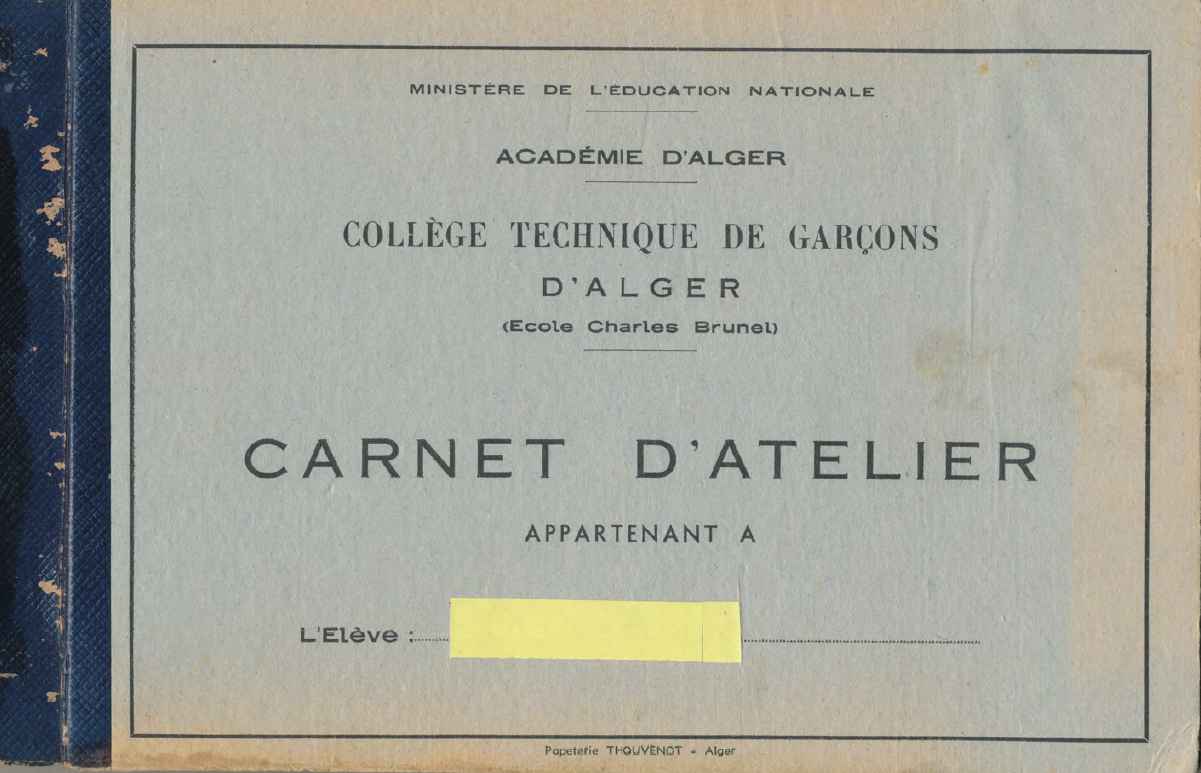 MINISTÈRE DE L'ÉDUCATION NATIONALE
ACADÉMIE D'ALGER
COLLÈGE TECHNIQUE DE GARÇONS
D'ALGER
(Ecole Charles Brunel)
CARNET D'ATELIER
APPARTENANT A
L'Elève :
Papeterie THOUVENOT - Alger